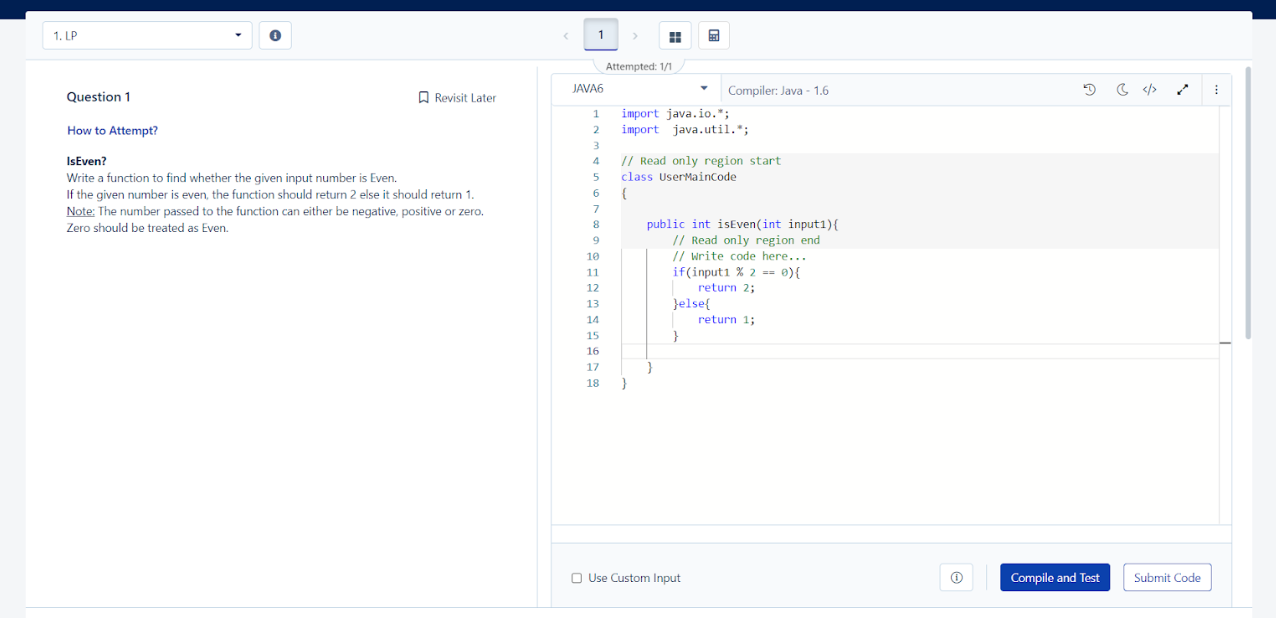 1. LP
1
Attempted: 1/1
Question 1
Revisit Later
How to Attempt?
IsEven?
Write a function to find whether the given input number is Even.
If the given number is even, the function should return 2 else it should return 1.
Note: The number passed to the function can either be negative, positive or zero.
Zero should be treated as Even.
JAVA6
Compiler: Java - 1.6
1 import java.io.*;
2 import  java.util.*;
3
4 // Read only region start
5 class UserMainCode
6 {
7
8     public int isEven(int input1){
9         // Read only region end
10         // Write code here...
11         if(input1 % 2 == 0){
12             return 2;
13         }else{
14             return 1;
15         }
16
17     }
18 }
Use Custom Input
Compile and Test
Submit Code